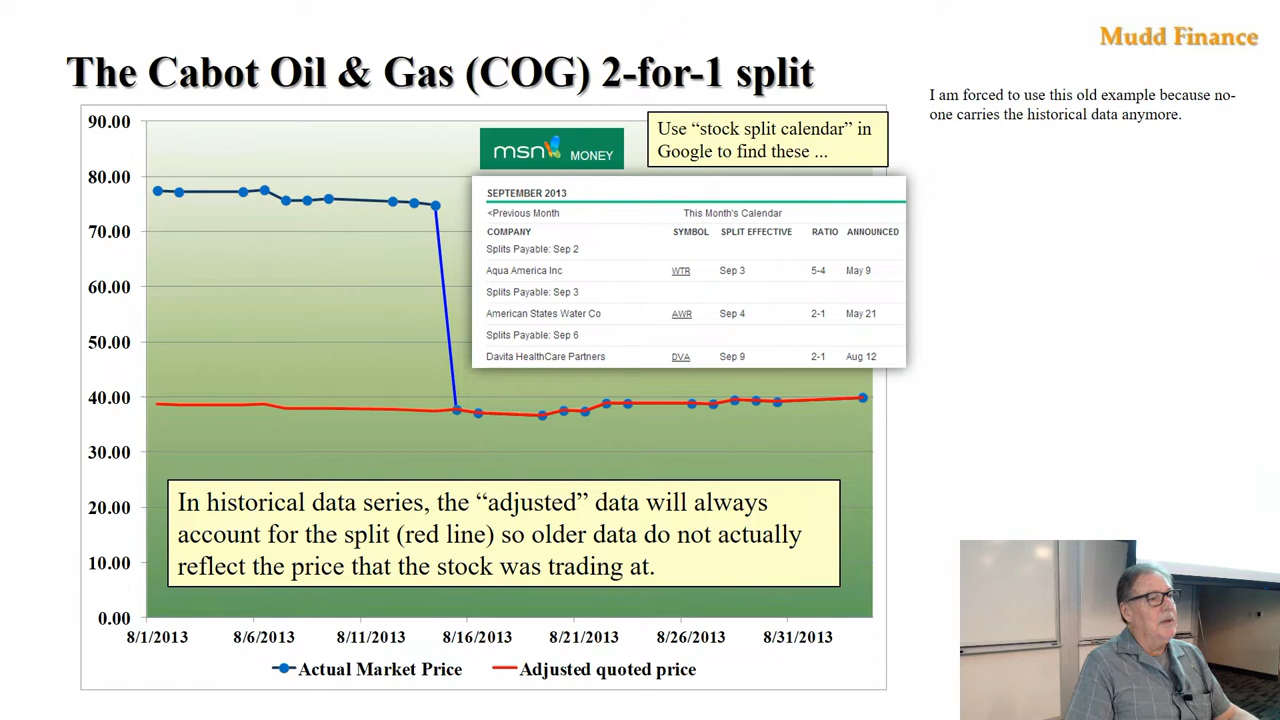 Mudd Finance
The Cabot Oil & Gas (COG) 2-for-1 split
I am forced to use this old example because no-
one carries the historical data anymore.
90.00
80.00
70.00
60.00
50.00
40.00
30.00
20.00
10.00
0.00
msn MONEY
Use “stock split calendar” in
Google to find these ...
SEPTEMBER 2013
<Previous Month This Month's Calendar
COMPANY SYMBOL SPLIT EFFECTIVE RATIO ANNOUNCED
Splits Payable: Sep 2
Aqua America Inc WTR Sep 3 5-4 May 9
Splits Payable: Sep 3
American States Water Co AWR Sep 4 2-1 May 21
Splits Payable: Sep 6
Davita HealthCare Partners DVA Sep 9 2-1 Aug 12
In historical data series, the “adjusted” data will always
account for the split (red line) so older data do not actually
reflect the price that the stock was trading at.
8/1/2013 8/6/2013 8/11/2013 8/16/2013 8/21/2013 8/26/2013 8/31/2013
Actual Market Price Adjusted quoted price